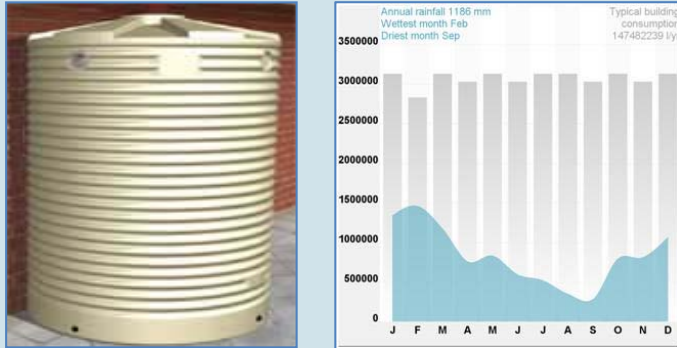 Annual rainfall 1186 mm
Wettest month Feb
Driest month Sep
Typical building
consumption
147482239 l/y
3500000
3000000
2500000
2000000
1500000
1000000
500000
0
J F M A M J J A S O N D